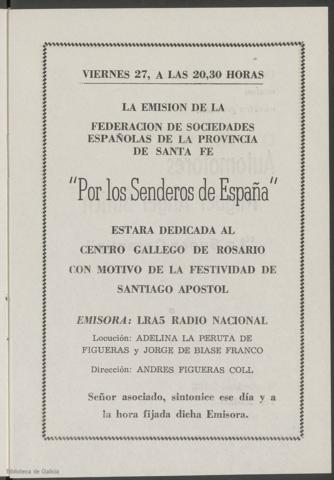 VIERNES 27, A LAS 20,30 HORAS
LA EMISION DE LA
FEDERACION DE SOCIEDADES
ESPAÑOLAS DE LA PROVINCIA
DE SANTA FE
"Por los Senderos de España"
ESTARA DEDICADA AL
CENTRO GALLEGO DE ROSARIO
CON MOTIVO DE LA FESTIVIDAD DE
SANTIAGO APOSTOL
EMISORA: LRA5 RADIO NACIONAL
Locución: ADELINA LA PERUTA DE
FIGUERAS y JORGE DE BIASE FRANCO
Dirección: ANDRES FIGUERAS COLL
Señor asociado, sintonice ese día y a
la hora fijada dicha Emisora.
Biblioteca de Galicia